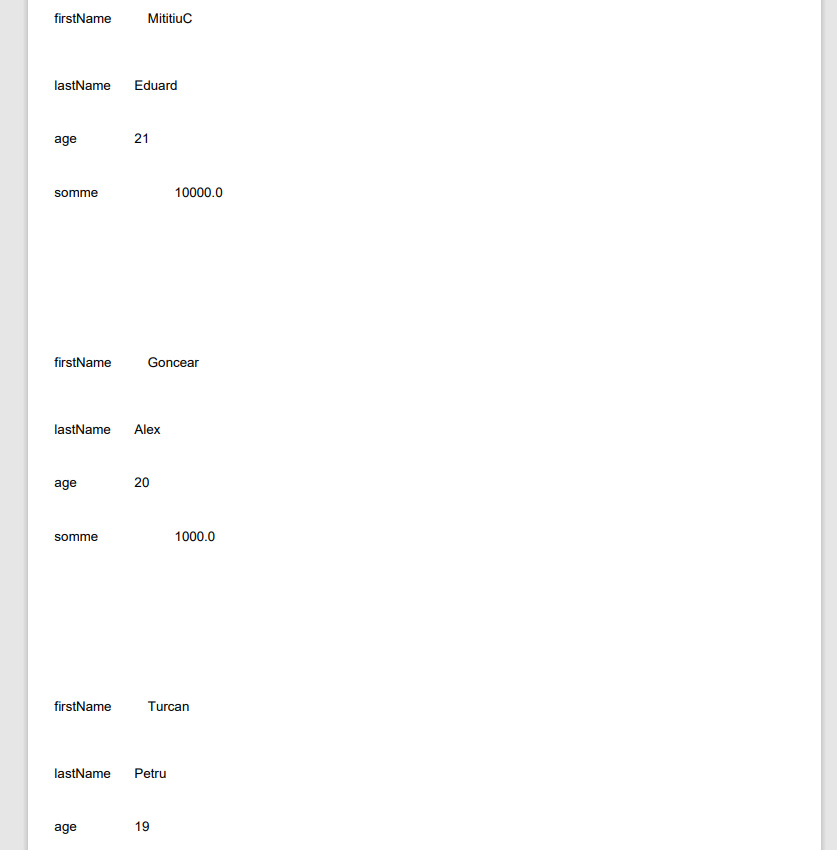 firstName MititiuC
lastName Eduard
age 21
somme 10000.0
firstName Goncear
lastName Alex
age 20
somme 1000.0
firstName Turcan
lastName Petru
age 19